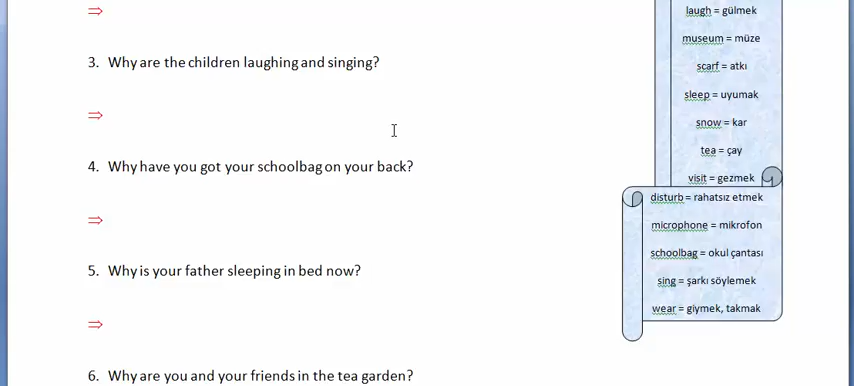 ⇒
3. Why are the children laughing and singing?
⇒
4. Why have you got your schoolbag on your back?
⇒
5. Why is your father sleeping in bed now?
⇒
6. Why are you and your friends in the tea garden?
laugh = gülmek
museum = müze
scarf = atkı
sleep = uyumak
snow = kar
tea = çay
visit = gezmek
disturb = rahatsız etmek
microphone = mikrofon
schoolbag = okul çantası
sing = şarkı söylemek
wear = giymek, takmak